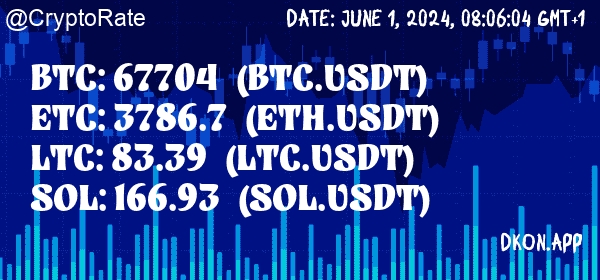 @CryptoRate
DATE: JUNE 1, 2024, 08:06:04 GMT+1
BTC: 67704 (BTC.USDT)
ETC: 3786.7 (ETH.USDT)
LTC: 83.39 (LTC.USDT)
SOL: 166.93 (SOL.USDT)
DKON.APP